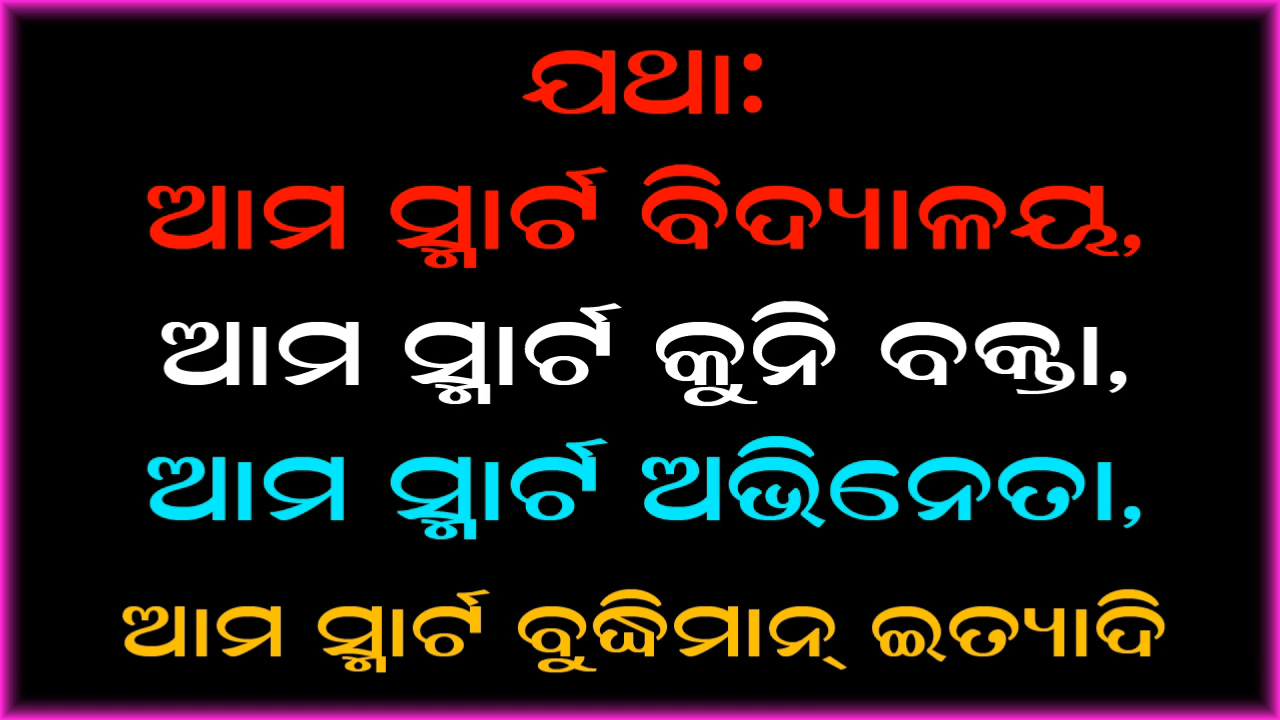 ଯଥା:
ଆମ ସ୍ମାର୍ଟ ବିଦ୍ୟାଳୟ,
ଆମ ସ୍ମାର୍ଟ କୁନି ବକ୍ତା,
ଆମ ସ୍ମାର୍ଟ ଅଭିନେତା,
ଆମ ସ୍ମାର୍ଟ ବୁଦ୍ଧିମାନ୍ ଇତ୍ୟାଦି